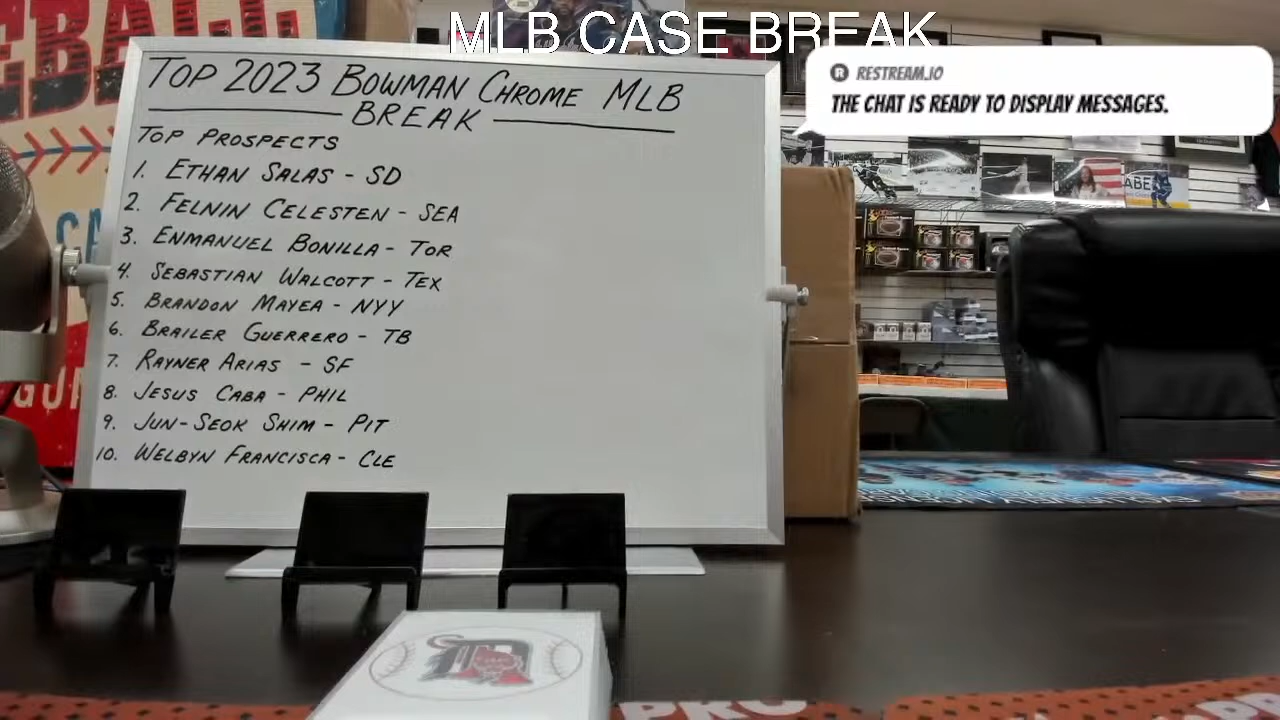 MLB CASE BREAK
RESTREAM.IO
THE CHAT IS READY TO DISPLAY MESSAGES.
TOP 2023 BOWMAN CHROME MLB
BREAK
TOP PROSPECTS
1. ETHAN SALAS - SD
2. FELNIN CELESTEN - SEA
3. ENMANUEL BONILLA - TOR
4. SEBASTIAN WALCOTT - TEX
5. BRANDON MAYEA - NYY
6. BRAILER GUERRERO - TB
7. RAYNER ARIAS - SF
8. JESUS CABA - PHIL
9. JUN-SEOK SHIM - PIT
10. WELBYN FRANCISCA - CLE